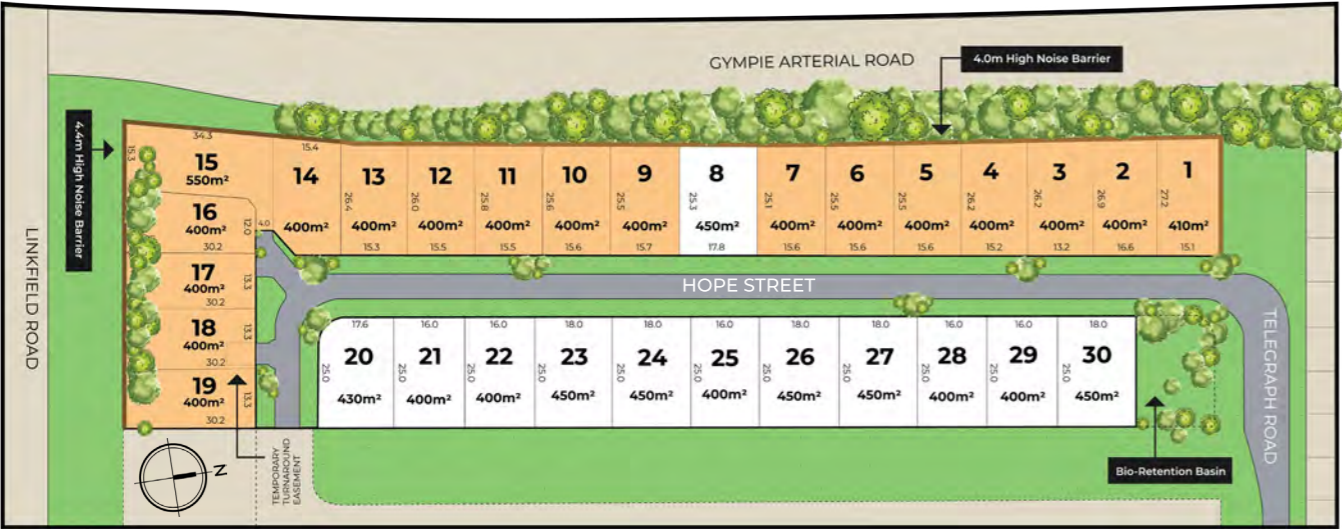 GYMPIE ARTERIAL ROAD
4.0m High Noise Barrier
4.4m High Noise Barrier
LINKFIELD ROAD
34.3
15.3
15
550m²
16
400m²
12.0
30.2
17
400m²
13.3
30.2
18
400m²
13.3
30.2
19
400m²
13.3
30.2
15.4
14
400m²
4.0
13
26.4
400m²
15.3
12
26.0
400m²
15.5
11
25.8
400m²
15.5
10
25.6
400m²
15.6
9
25.5
400m²
15.7
8
25.3
450m²
17.8
7
25.1
400m²
15.6
6
25.5
400m²
15.6
5
25.5
400m²
15.6
4
26.2
400m²
15.2
3
26.2
400m²
13.2
2
26.9
400m²
16.6
1
27.2
410m²
15.1
HOPE STREET
17.6
20
25.0
430m²
16.0
21
25.0
400m²
16.0
22
25.0
400m²
18.0
23
25.0
450m²
18.0
24
25.0
450m²
16.0
25
25.0
400m²
18.0
26
25.0
450m²
18.0
27
25.0
450m²
16.0
28
25.0
400m²
16.0
29
25.0
400m²
18.0
30
450m²
TELEGRAPH ROAD
Bio-Retention Basin
TEMPORARY
TURNAROUND
EASEMENT
N